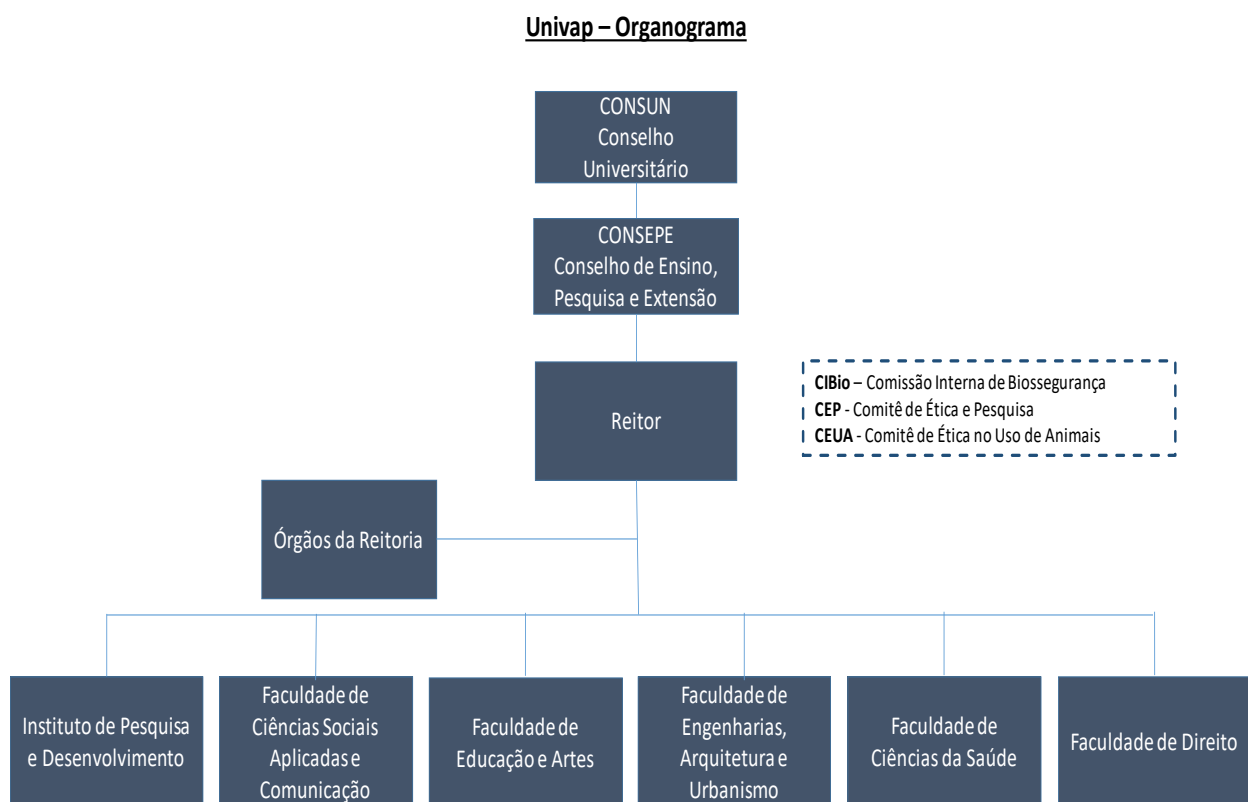 Univap – Organograma
CONSUN
Conselho
Universitário
CONSEPE
Conselho de Ensino,
Pesquisa e Extensão
Reitor
CIBio – Comissão Interna de Biossegurança
CEP - Comitê de Ética e Pesquisa
CEUA - Comitê de Ética no Uso de Animais
Órgãos da Reitoria
Instituto de Pesquisa
e Desenvolvimento
Faculdade de
Ciências Sociais
Aplicadas e
Comunicação
Faculdade de
Educação e Artes
Faculdade de
Engenharias,
Arquitetura e
Urbanismo
Faculdade de
Ciências da Saúde
Faculdade de Direito